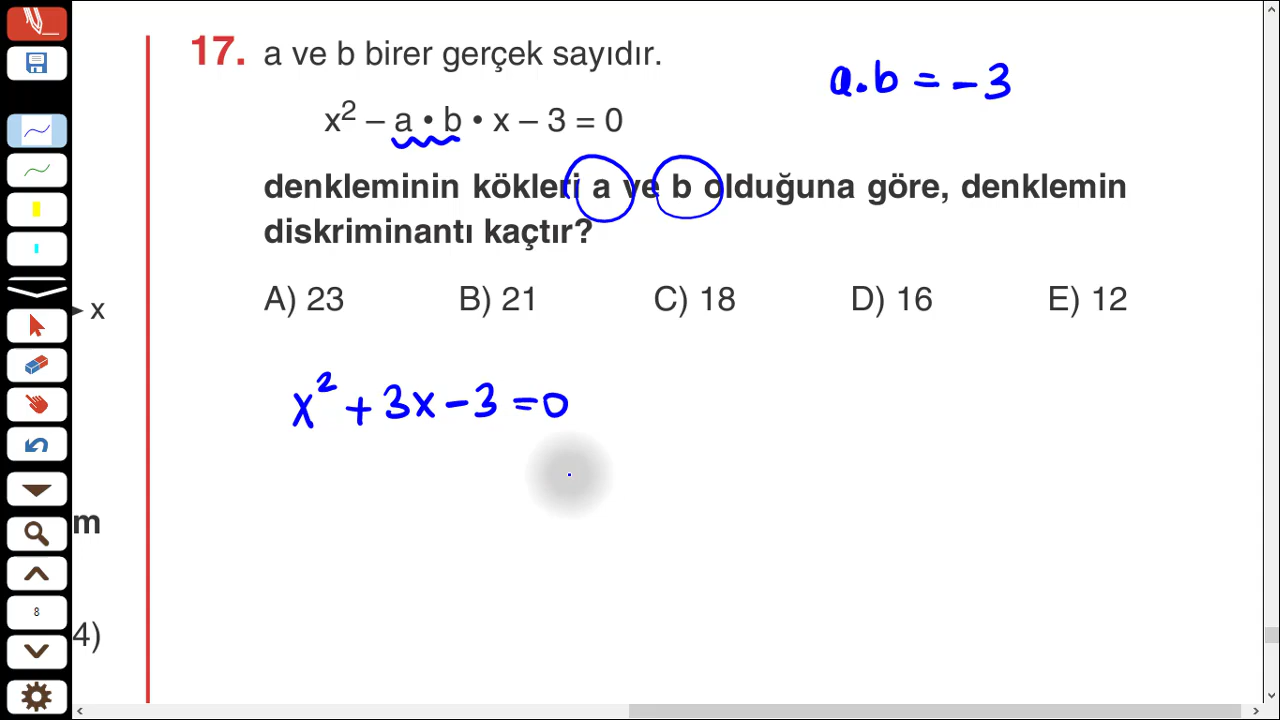 17. a ve b birer gerçek sayıdır.
a.b = -3
x² – a • b • x – 3 = 0
denkleminin kökleri a ve b olduğuna göre, denklemin
diskriminantı kaçtır?
A) 23 B) 21 C) 18 D) 16 E) 12
x
x² + 3x - 3 = 0
m
8
4)